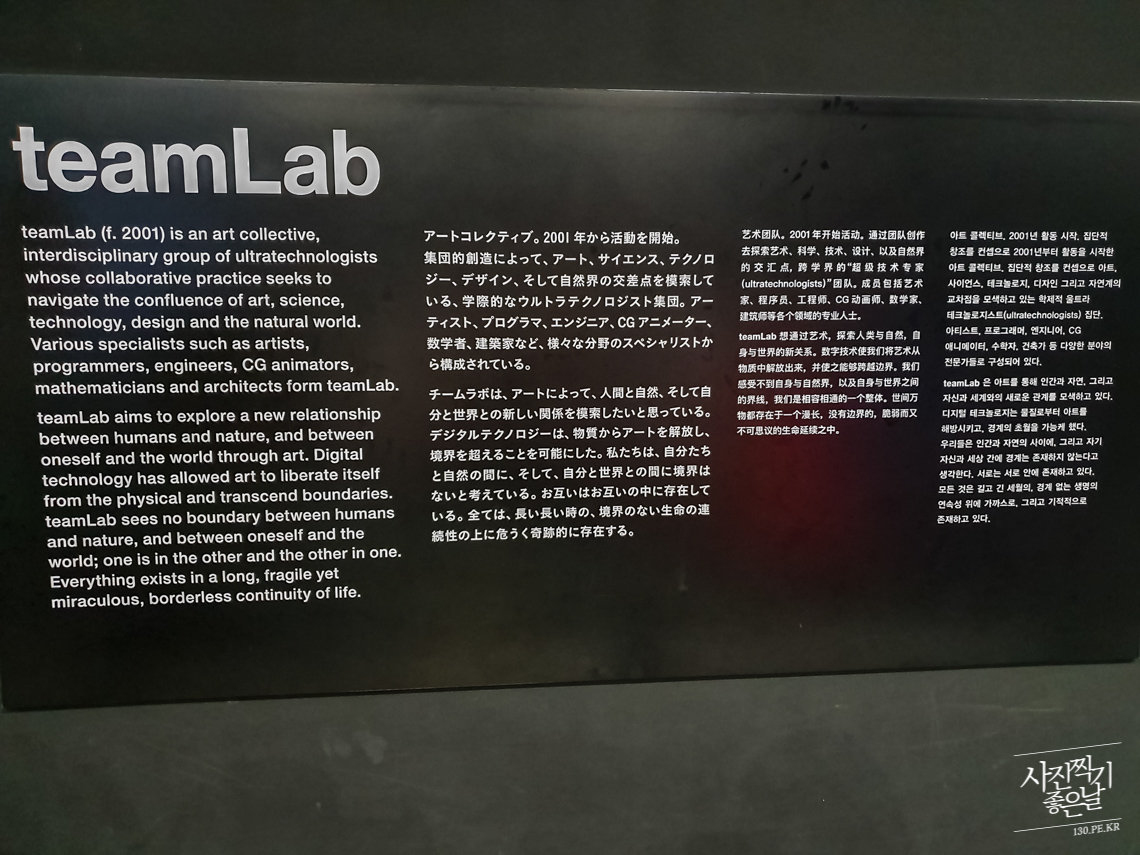 teamLab
teamLab (f. 2001) is an art collective,
interdisciplinary group of ultratechnologists
whose collaborative practice seeks to
navigate the confluence of art, science,
technology, design and the natural world.
Various specialists such as artists,
programmers, engineers, CG animators,
mathematicians and architects form teamLab.
teamLab aims to explore a new relationship
between humans and nature, and between
oneself and the world through art. Digital
technology has allowed art to liberate itself
from the physical and transcend boundaries.
teamLab sees no boundary between humans
and nature, and between oneself and the
world; one is in the other and the other in one.
Everything exists in a long, fragile yet
miraculous, borderless continuity of life.
アートコレクティブ。2001 年から活動を開始。
集団的創造によって、アート、サイエンス、テクノロ
ジー、デザイン、そして自然界の交差点を模索して
いる、学際的なウルトラテクノロジスト集団。アー
ティスト、プログラマ、エンジニア、CG アニメーター、
数学者、建築家など、様々な分野のスペシャリストか
ら構成されている。
チームラボは、アートによって、人間と自然、そして自
分と世界との新しい関係を模索したいと思っている。
デジタルテクノロジーは、物質からアートを解放し、
境界を超えることを可能にした。私たちは、自分たち
と自然の間に、そして、自分と世界との間に境界は
ないと考えている。お互いはお互いの中に存在して
いる。全ては、長い長い時の、境界のない生命の連
続性の上に危うく奇跡的に存在する。
艺术团队。2001 年开始活动。通过团队创作
去探索艺术、科学、技术、设计、以及自然界
的交汇点，跨学界的“超级技术专家
(ultratechnologists)”团队。成员包括艺术
家、程序员、工程师、CG 动画师、数学家、
建筑师等各个领域的专业人士。
teamLab 想通过艺术，探索人类与自然，自
身与世界的新关系。数字技术使我们将艺术从
物质中解放出来，并使之能够跨越边界。我们
感受不到自身与自然界，以及自身与世界之间
的界线，我们是相容相通的一个整体。世间万
物都存在于一个漫长，没有边界的，脆弱而又
不可思议的生命延续之中。
아트 콜렉티브. 2001년 활동 시작. 집단적
창조를 컨셉으로 2001년부터 활동을 시작한
아트 콜렉티브. 집단적 창조를 컨셉으로 아트,
사이언스, 테크놀로지, 디자인 그리고 자연계의
교차점을 모색하고 있는 학제적 울트라
테크놀로지스트(ultratechnologists) 집단.
아티스트, 프로그래머, 엔지니어, CG
애니메이터, 수학자, 건축가 등 다양한 분야의
전문가들로 구성되어 있다.
teamLab 은 아트를 통해 인간과 자연, 그리고
자신과 세계와의 새로운 관계를 모색하고 있다.
디지털 테크놀로지는 물질로부터 아트를
해방시키고, 경계의 초월을 가능케 했다.
우리들은 인간과 자연의 사이에, 그리고 자기
자신과 세상 간에 경계는 존재하지 않는다고
생각한다. 서로는 서로 안에 존재하고 있다.
모든 것은 길고 긴 세월의, 경계 없는 생명의
연속성 위에 가까스로, 그리고 기적적으로
존재하고 있다.
사진찍기
좋은날
130.PE.KR